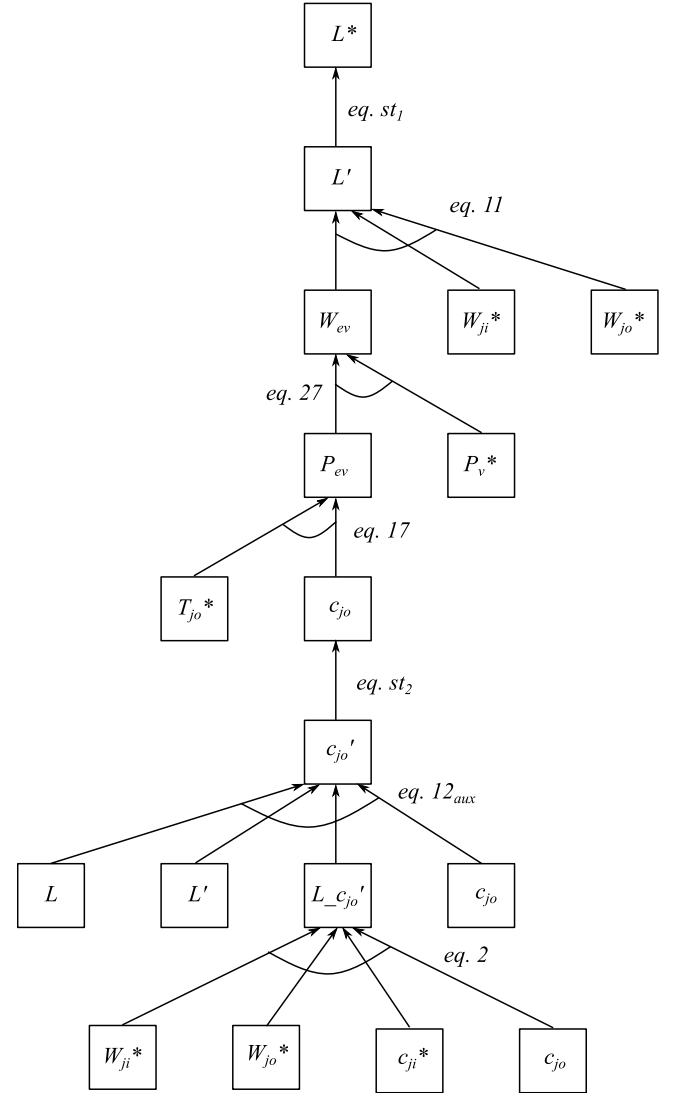 L*
eq. st₁
L'
eq. 11
Wₑᵥ
Wⱼᵢ*
Wⱼₒ*
eq. 27
Pₑᵥ
Pᵥ*
eq. 17
Tⱼₒ*
cⱼₒ
eq. st₂
cⱼₒ'
eq. 12ₐᵤₓ
L
L'
L_cⱼₒ'
cⱼₒ
eq. 2
Wⱼᵢ*
Wⱼₒ*
cⱼᵢ*
cⱼₒ